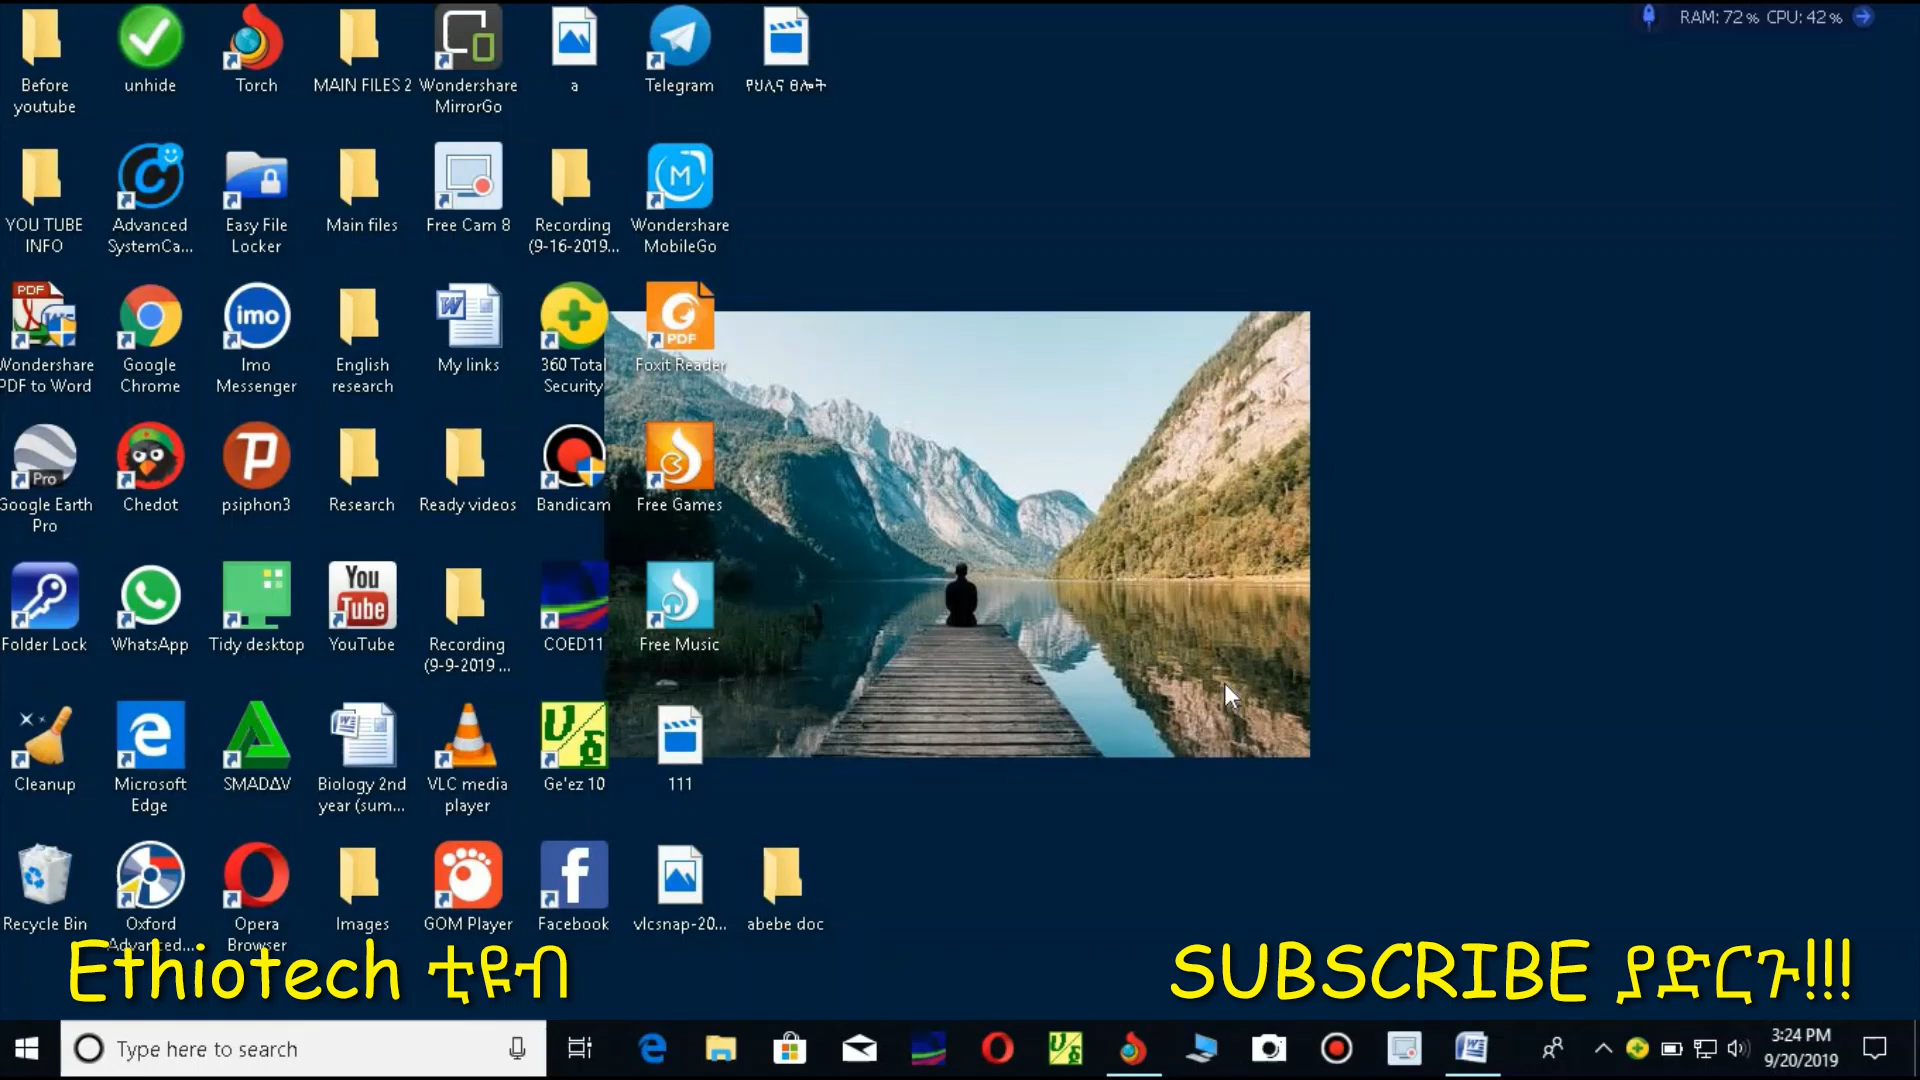 RAM: 72% CPU: 42%
Before youtube
unhide
Torch
MAIN FILES 2
Wondershare MirrorGo
a
Telegram
የህሊና ፀሎት
YOU TUBE INFO
Advanced SystemCa...
Easy File Locker
Main files
Free Cam 8
Recording (9-16-2019...
Wondershare MobileGo
Wondershare PDF to Word
Google Chrome
Imo Messenger
English research
My links
360 Total Security
Foxit Reader
Google Earth Pro
Chedot
psiphon3
Research
Ready videos
Bandicam
Free Games
Folder Lock
WhatsApp
Tidy desktop
YouTube
Recording (9-9-2019 ...
COED11
Free Music
Cleanup
Microsoft Edge
SMADAV
Biology 2nd year (sum...
VLC media player
Ge'ez 10
111
Recycle Bin
Oxford Advanced...
Opera Browser
Images
GOM Player
Facebook
vlcsnap-20...
abebe doc
Ethiotech ቲዩብ
SUBSCRIBE ያድርጉ!!!
Type here to search
3:24 PM
9/20/2019